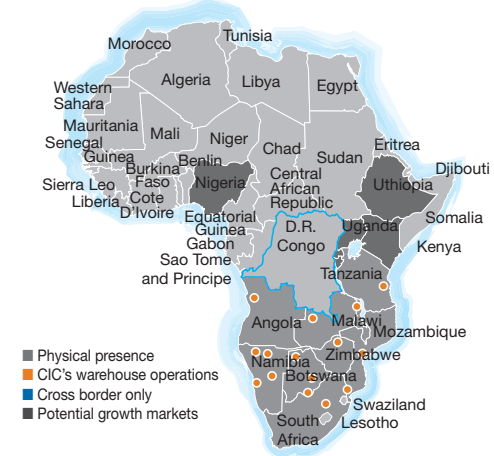 Tunisia
Morocco
Algeria
Libya
Egypt
Western
Sahara
Mauritania
Mali
Niger
Senegal
Chad
Sudan
Eritrea
Guinea
Burkina
Faso
Benlin
Nigeria
Djibouti
Uthiopia
Sierra Leo
Liberia
Cote
D'Ivoire
Central
African
Republic
Somalia
Equatorial
Guinea
Gabon
Sao Tome
and Principe
D.R.
Congo
Uganda
Kenya
Tanzania
Angola
Malawi
Mozambique
Zimbabwe
Namibia
Botswana
Swaziland
Lesotho
South
Africa
Physical presence
CIC's warehouse operations
Cross border only
Potential growth markets